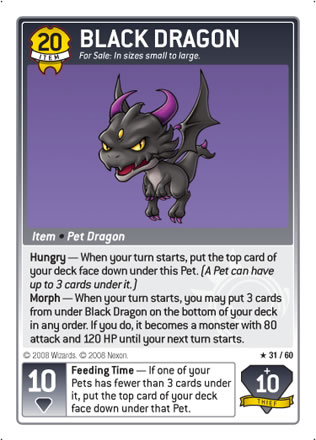 20
ITEM
BLACK DRAGON
For Sale: In sizes small to large.
Item • Pet Dragon
Hungry — When your turn starts, put the top card of
your deck face down under this Pet. (A Pet can have
up to 3 cards under it.)
Morph — When your turn starts, you may put 3 cards
from under Black Dragon on the bottom of your deck
in any order. If you do, it becomes a monster with 80
attack and 120 HP until your next turn starts.
© 2008 Wizards. © 2008 Nexon.
★ 31 / 60
10
Feeding Time — If one of your
Pets has fewer than 3 cards under
it, put the top card of your deck
face down under that Pet.
+
10
THIEF